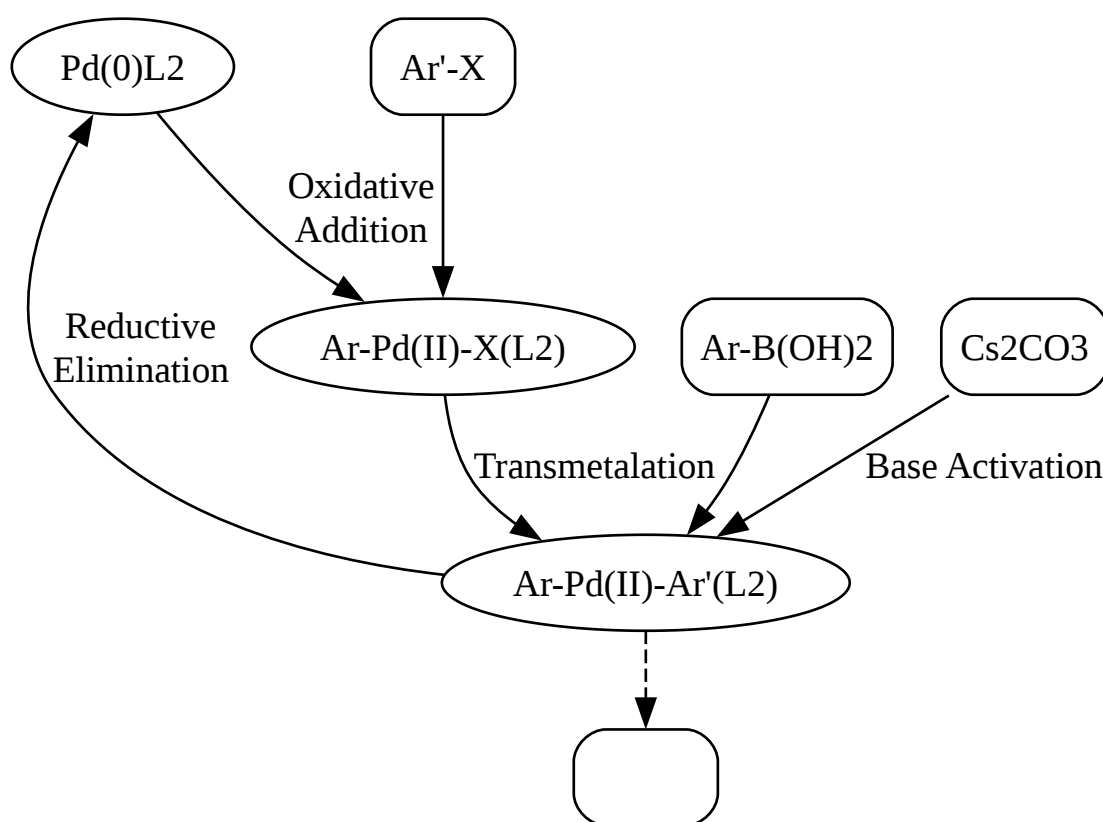 Pd(0)L2
Ar'-X
Oxidative
Addition
Reductive
Elimination
Ar-Pd(II)-X(L2)
Ar-B(OH)2
Cs2CO3
Transmetalation
Base Activation
Ar-Pd(II)-Ar'(L2)